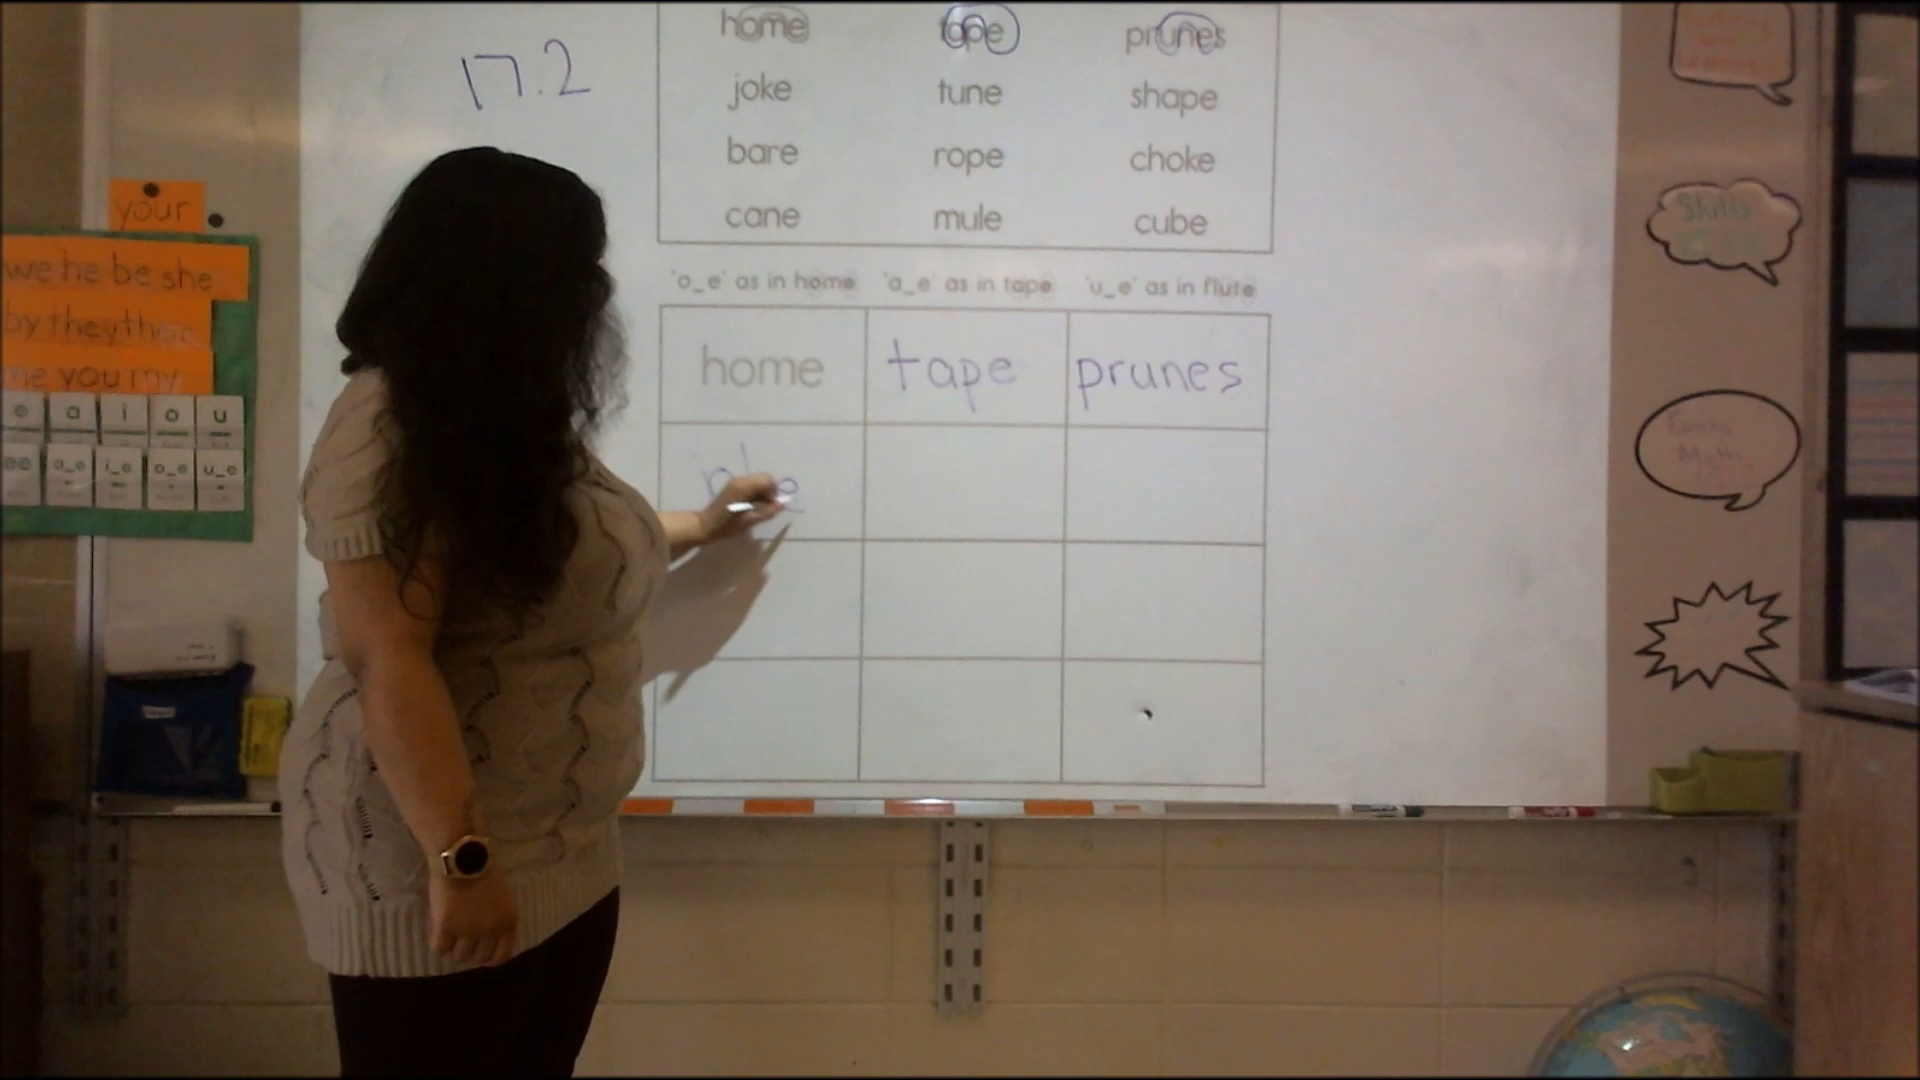 17.2
home tape prunes
joke tune shape
bare rope choke
cane mule cube
'o_e' as in home 'a_e' as in tape 'u_e' as in flute
home tape prunes
your
we he be she
by they
me you my
e a i o u
ee a_e i_e o_e u_e
Skills
Math